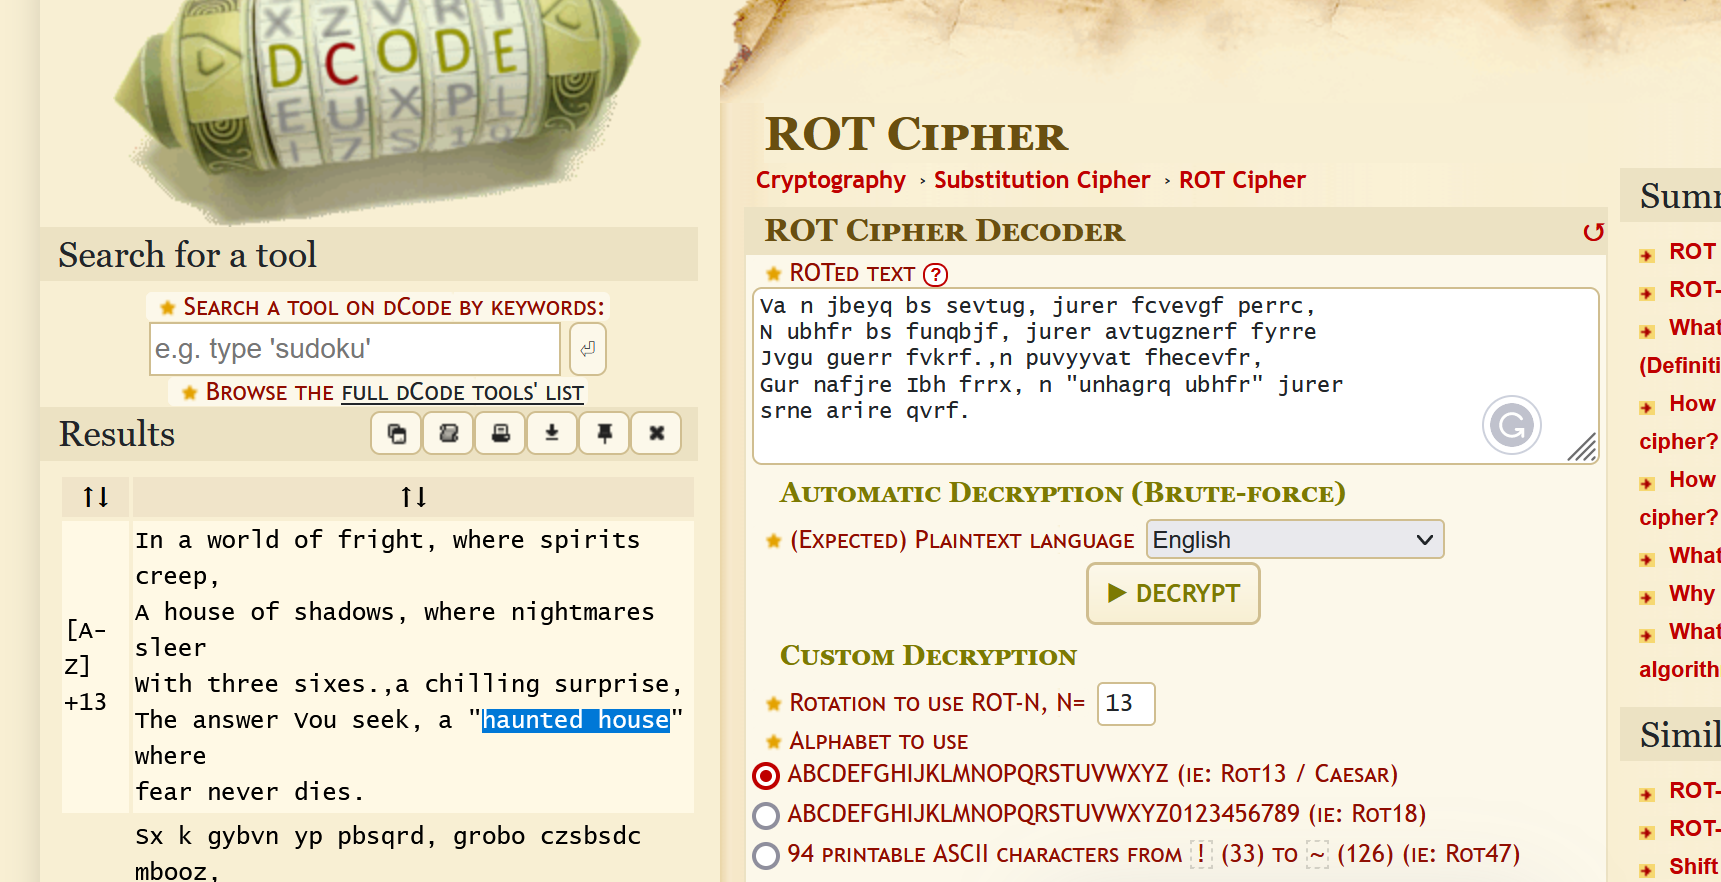 X Z V R I
D C O D E
E U X P L
Search for a tool
Search a tool on dCode by keywords:
e.g. type 'sudoku'
Browse the full dCode tools' list
Results
↑↓ ↑↓
[A-Z]+13
In a world of fright, where spirits
creep,
A house of shadows, where nightmares
sleer
With three sixes.,a chilling surprise,
The answer Vou seek, a "haunted house"
where
fear never dies.
Sx k gybvn yp pbsqrd, grobo czsbsdc
mbooz,
ROT Cipher
Cryptography › Substitution Cipher › ROT Cipher
ROT Cipher Decoder
↺
ROTed text ?
Va n jbeyq bs sevtug, jurer fcvevgf perrc,
N ubhfr bs funqbjf, jurer avtugznerf fyrre
Jvgu guerr fvkrf.,n puvyyvat fhecevfr,
Gur nafjre Ibh frrx, n "unhagrq ubhfr" jurer
srne arire qvrf.
Automatic Decryption (Brute-force)
(Expected) Plaintext language English
▶ DECRYPT
Custom Decryption
Rotation to use ROT-N, N= 13
Alphabet to use
ABCDEFGHIJKLMNOPQRSTUVWXYZ (ie: Rot13 / Caesar)
ABCDEFGHIJKLMNOPQRSTUVWXYZ0123456789 (ie: Rot18)
94 printable ASCII characters from ! (33) to ~ (126) (ie: Rot47)
ROT
ROT-
What
(Definiti
How
cipher?
How
cipher?
What
Why
What
algorith
Simil
ROT-
ROT-
Shift